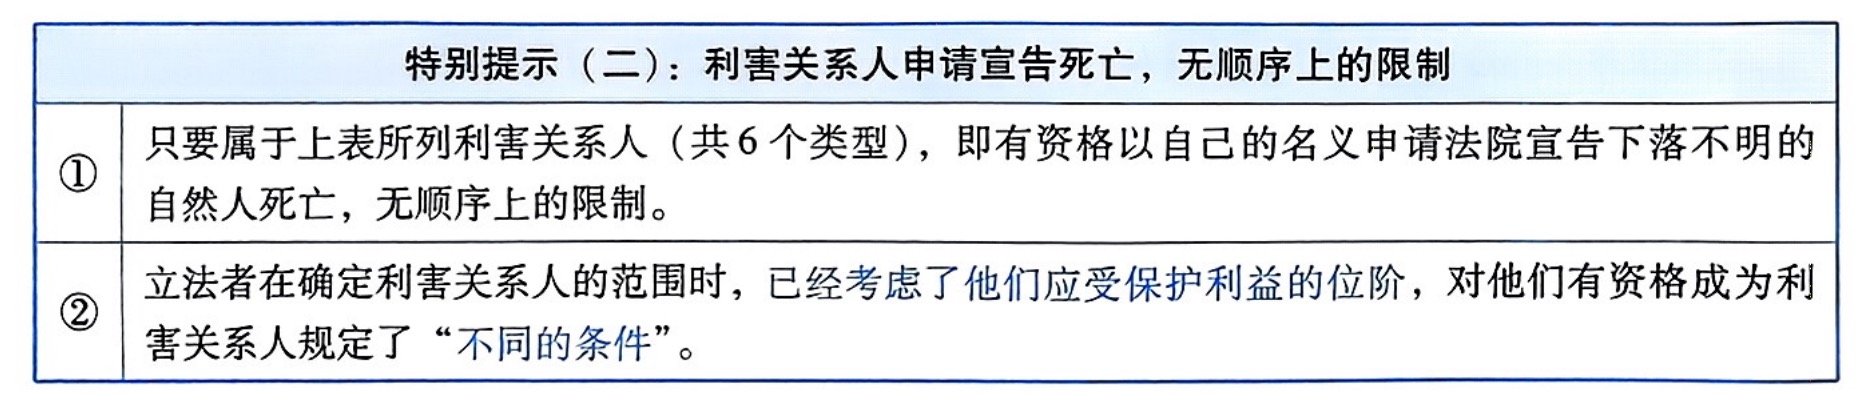 特别提示（二）：利害关系人申请宣告死亡，无顺序上的限制
① 只要属于上表所列利害关系人（共6个类型），即有资格以自己的名义申请法院宣告下落不明的
自然人死亡，无顺序上的限制。
② 立法者在确定利害关系人的范围时，已经考虑了他们应受保护利益的位阶，对他们有资格成为利
害关系人规定了“不同的条件”。